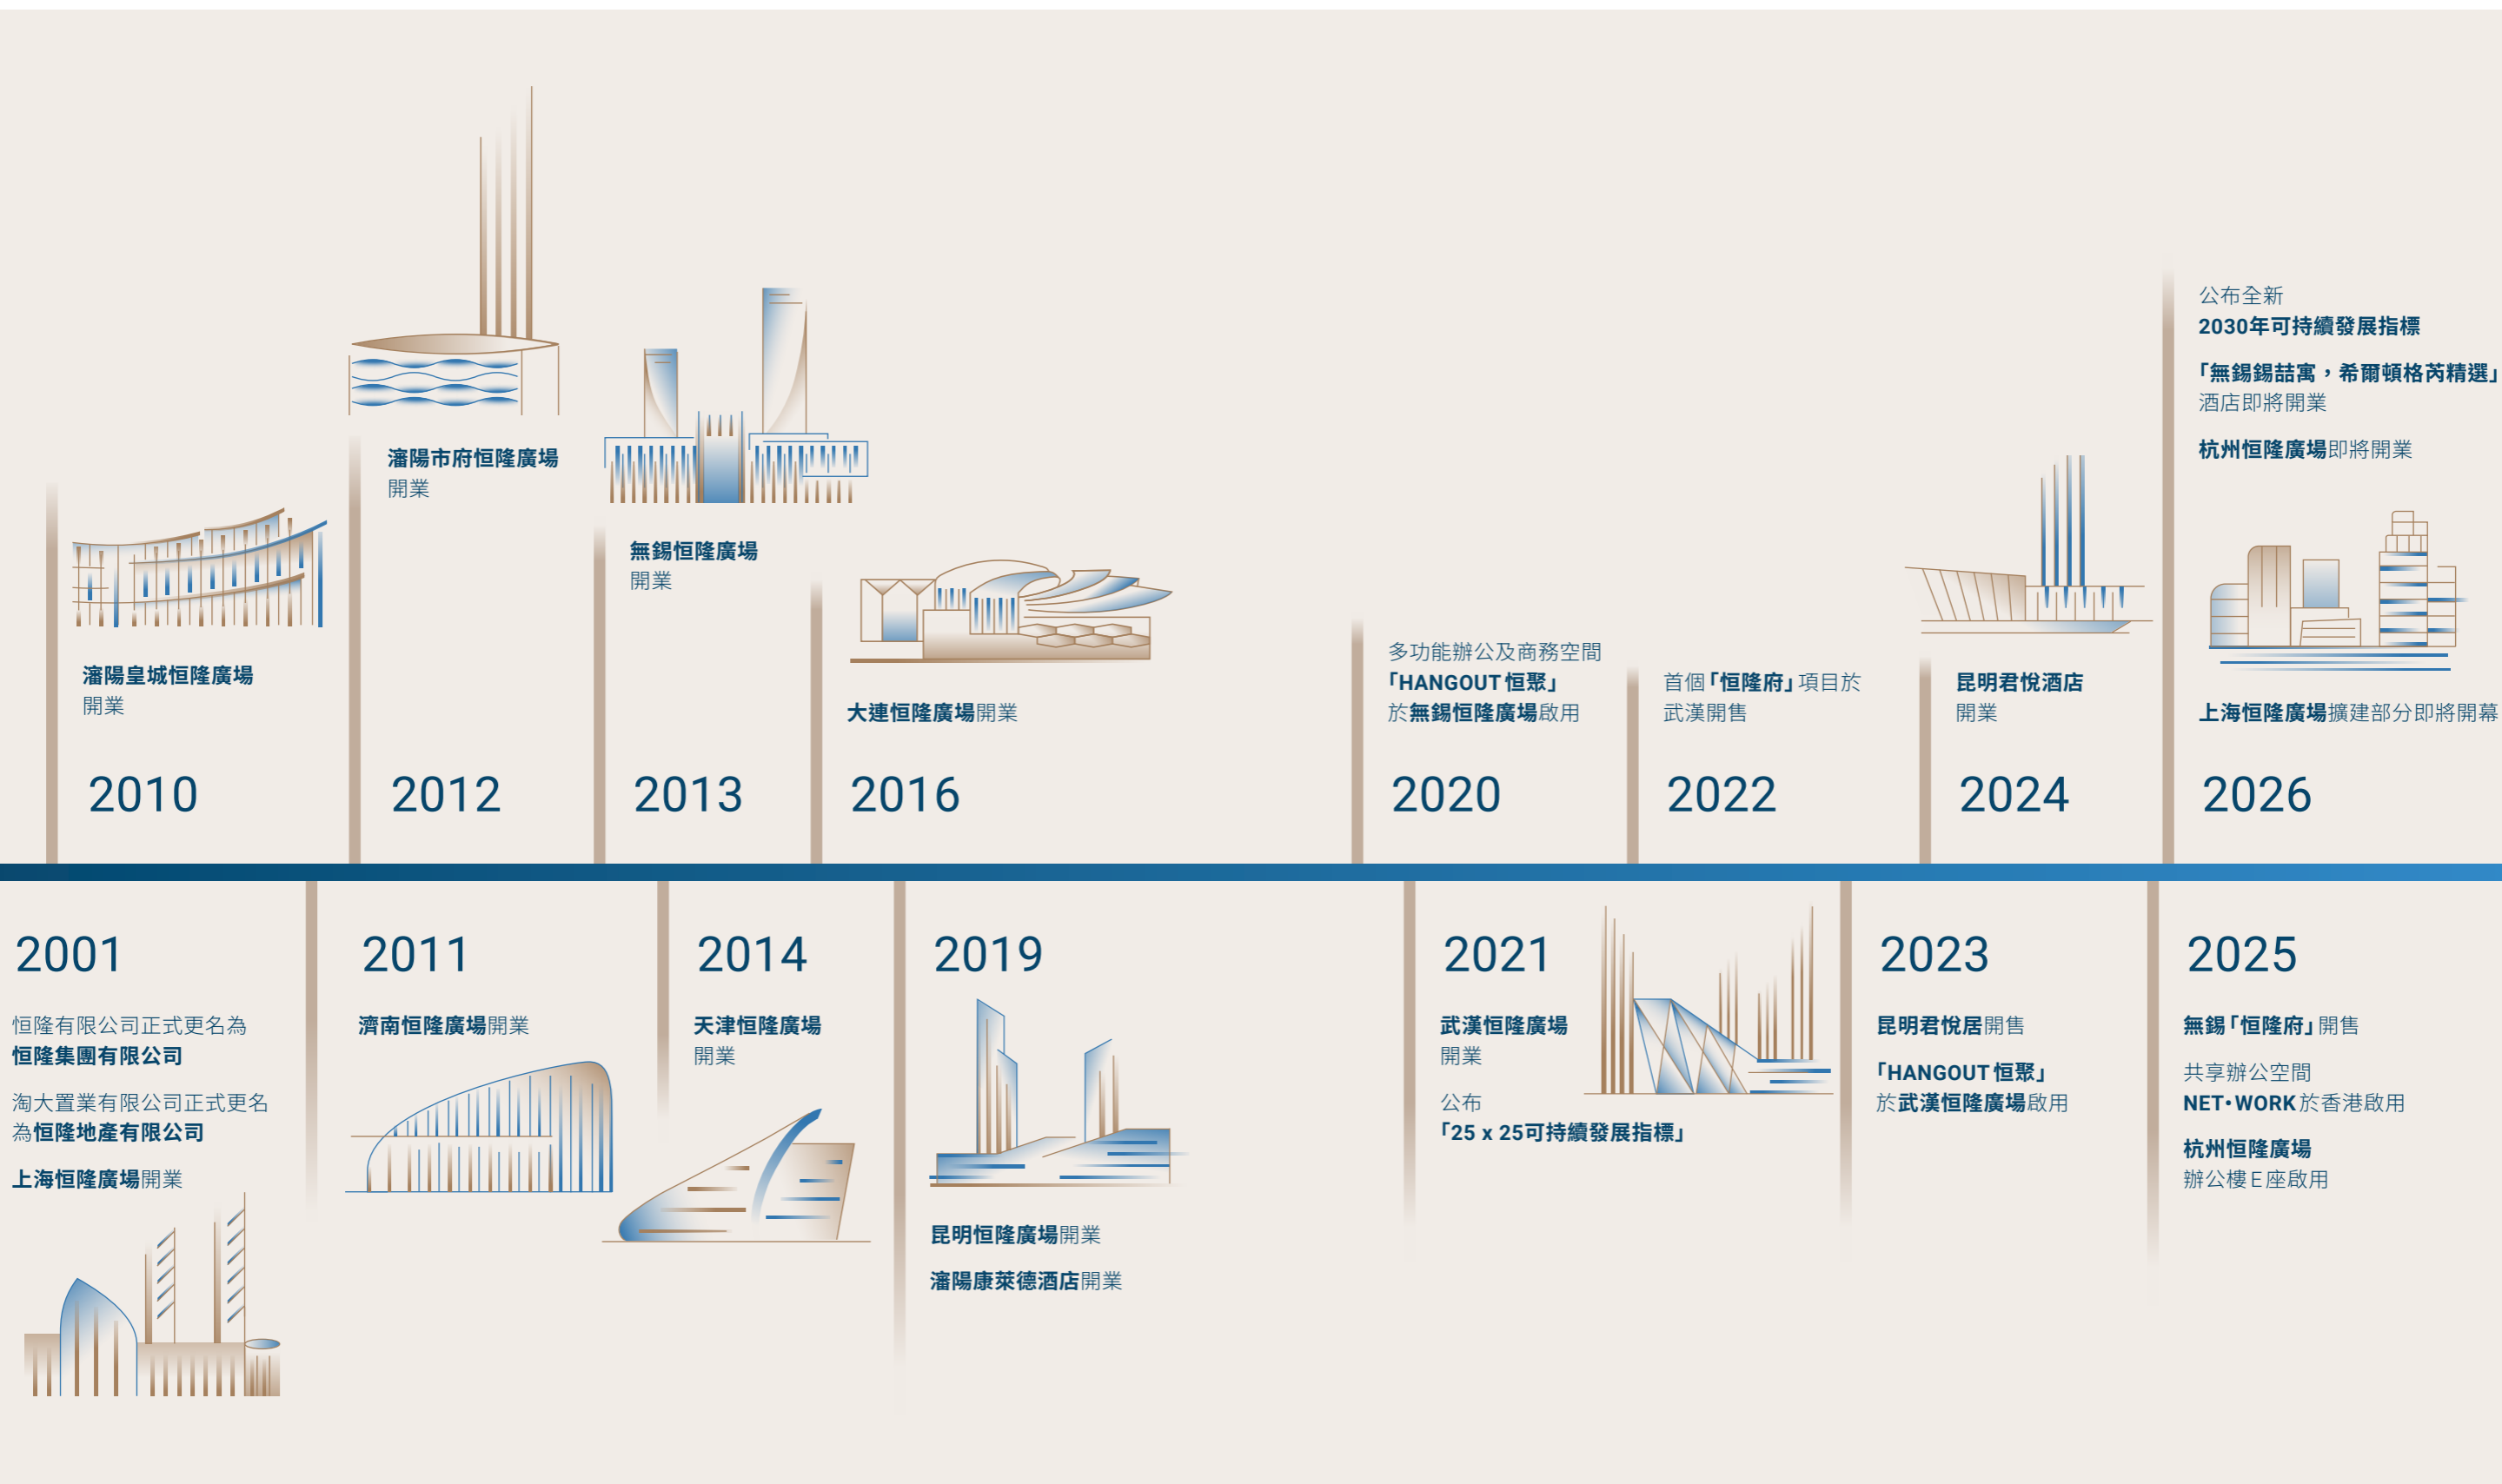 公布全新
2030年可持續發展指標
「無錫錫喆寓，希爾頓格芮精選」
酒店即將開業
杭州恒隆廣場即將開業
上海恒隆廣場擴建部分即將開幕
瀋陽皇城恒隆廣場
開業
瀋陽市府恒隆廣場
開業
無錫恒隆廣場
開業
大連恒隆廣場開業
多功能辦公及商務空間
「HANGOUT 恒聚」
於無錫恒隆廣場啟用
首個「恒隆府」項目於
武漢開售
昆明君悅酒店
開業
2010
2012
2013
2016
2020
2022
2024
2026
2001
恒隆有限公司正式更名為
恒隆集團有限公司
淘大置業有限公司正式更名
為恒隆地產有限公司
上海恒隆廣場開業
2011
濟南恒隆廣場開業
2014
天津恒隆廣場
開業
2019
昆明恒隆廣場開業
瀋陽康萊德酒店開業
2021
武漢恒隆廣場
開業
公布
「25 x 25可持續發展指標」
2023
昆明君悅居開售
「HANGOUT 恒聚」
於武漢恒隆廣場啟用
2025
無錫「恒隆府」開售
共享辦公空間
NET•WORK 於香港啟用
杭州恒隆廣場
辦公樓 E 座啟用